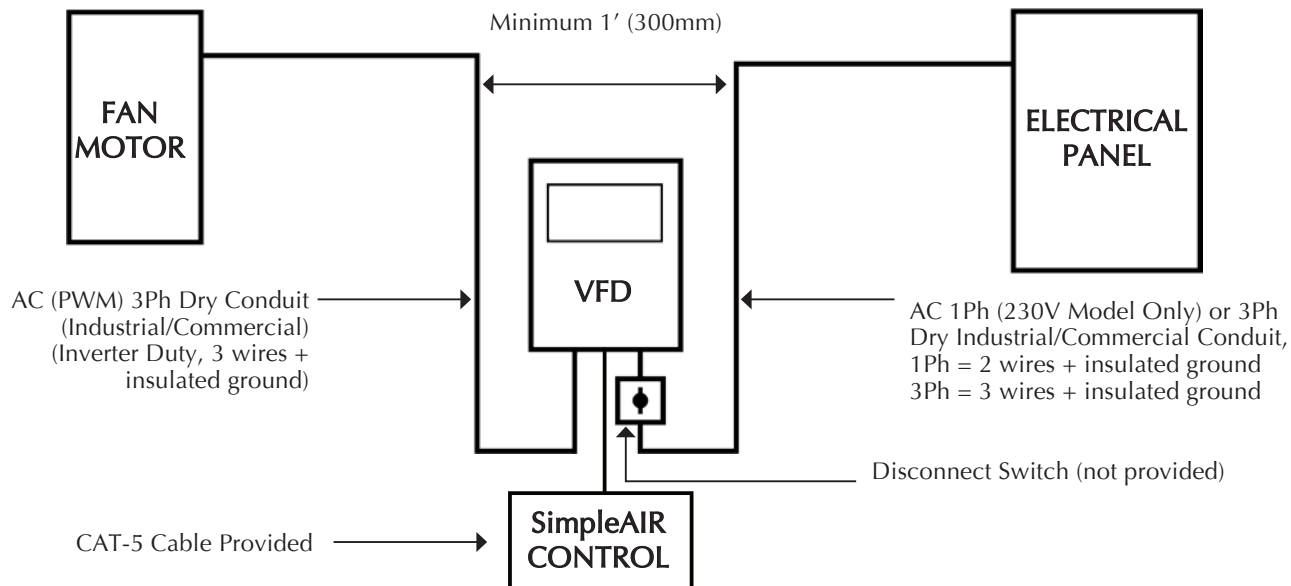 Minimum 1’ (300mm)
FAN
MOTOR
ELECTRICAL
PANEL
VFD
AC (PWM) 3Ph Dry Conduit
(Industrial/Commercial)
(Inverter Duty, 3 wires +
insulated ground)
AC 1Ph (230V Model Only) or 3Ph
Dry Industrial/Commercial Conduit,
1Ph = 2 wires + insulated ground
3Ph = 3 wires + insulated ground
Disconnect Switch (not provided)
CAT-5 Cable Provided
SimpleAIR
CONTROL